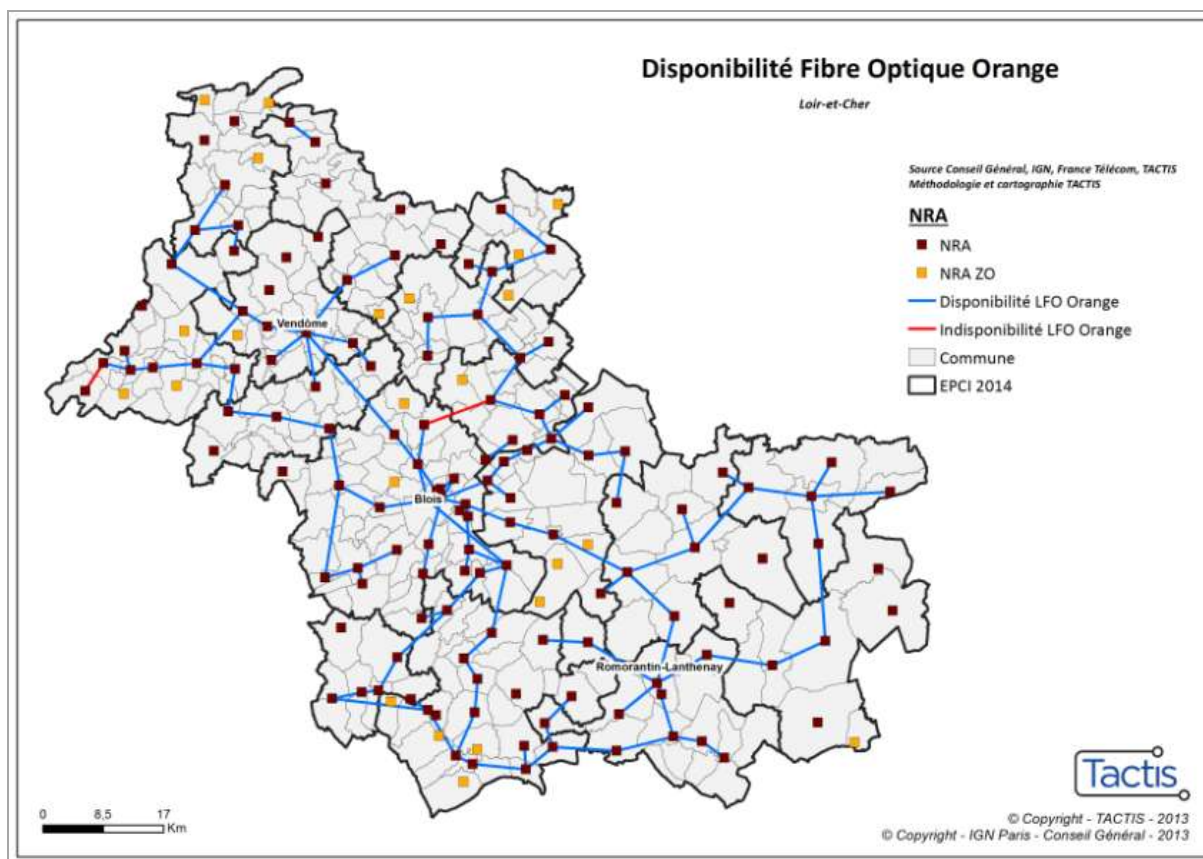 Disponibilité Fibre Optique Orange
Loir-et-Cher
Source Conseil Général, IGN, France Télécom, TACTIS
Méthodologie et cartographie TACTIS
NRA
NRA
NRA ZO
Disponibilité LFO Orange
Indisponibilité LFO Orange
Commune
EPCI 2014
Vendôme
Blois
Romorantin-Lanthenay
0 8,5 17
Km
Tactis
© Copyright - TACTIS - 2013
© Copyright - IGN Paris - Conseil Général - 2013